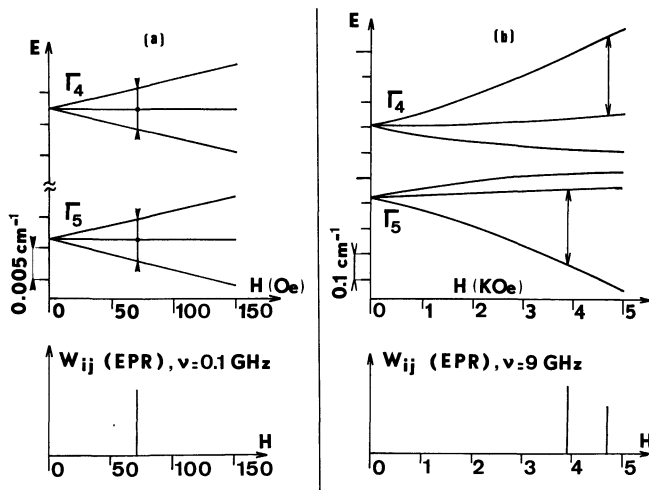 E
(a)
Γ4
Γ5
0.005 cm⁻¹
H (Oe)
0 50 100 150
Wij (EPR), ν=0.1 GHz
H
0 50 100 150
E
(b)
Γ4
Γ5
0.1 cm⁻¹
H (KOe)
0 1 2 3 4 5
Wij (EPR), ν=9 GHz
H
0 1 2 3 4 5